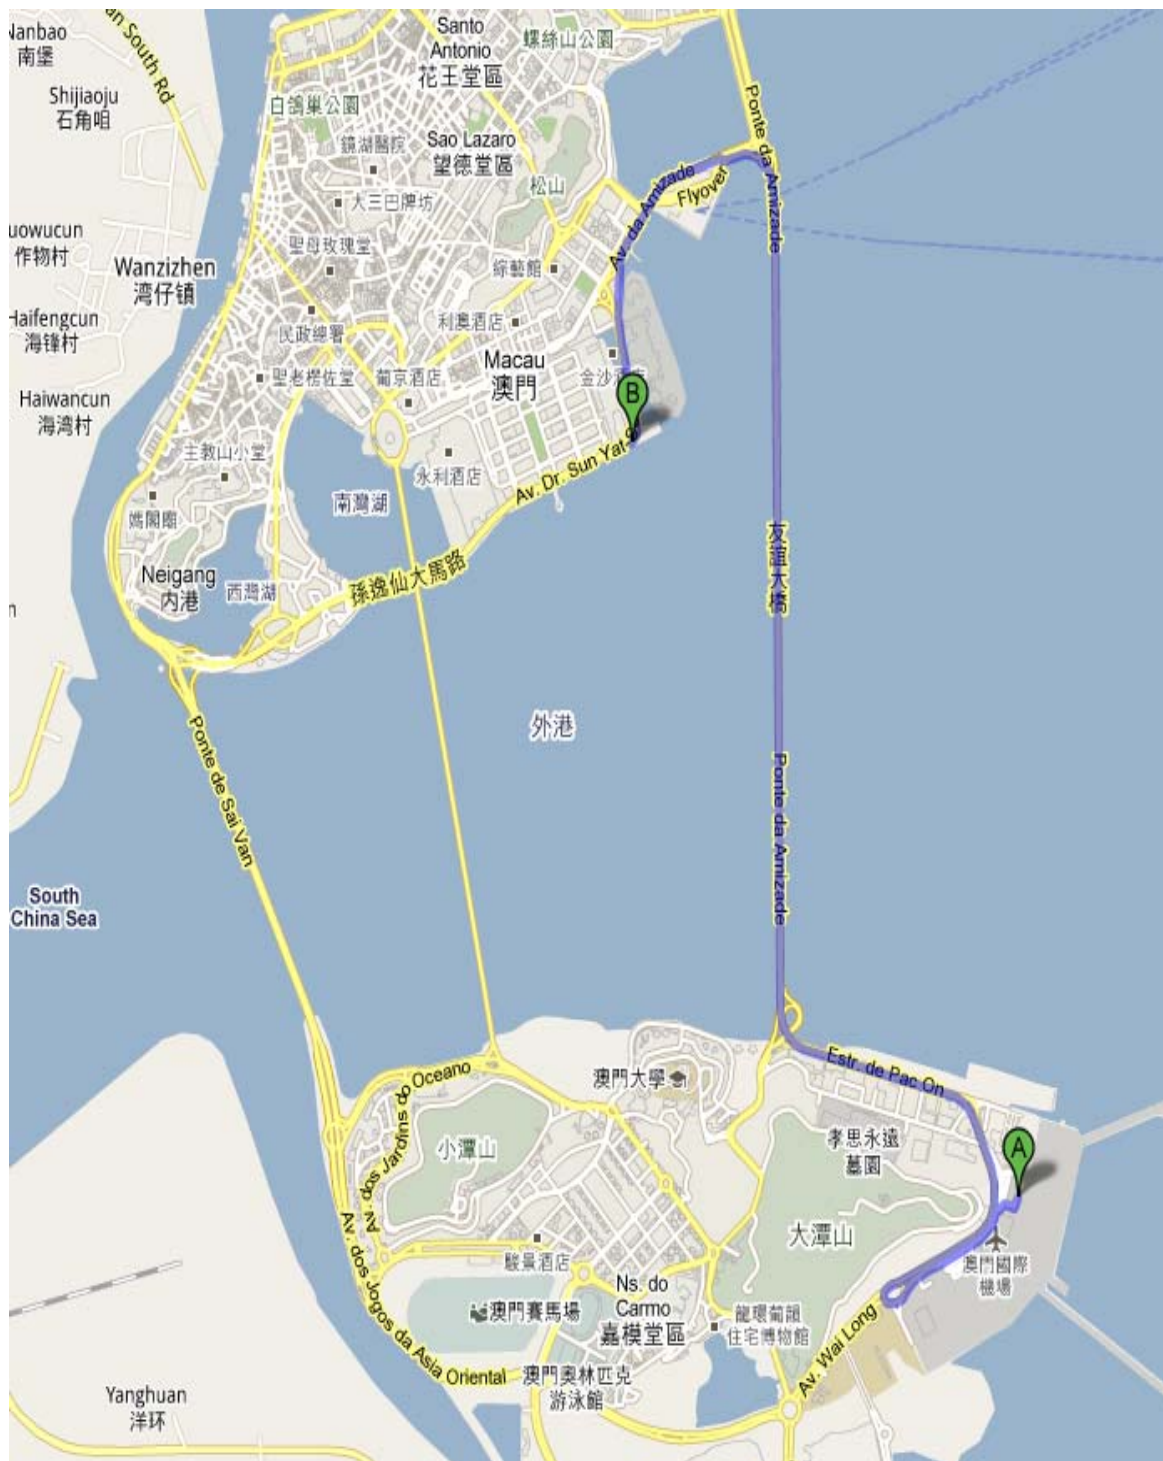 Nanbao
南堡
an South Rd
Shijiaoju
石角咀
Santo
Antonio
花王堂區
螺絲山公園
白鴿巢公園
鏡湖醫院
Sao Lazaro
望德堂區
Ponte da Amizade
松山
大三巴牌坊
Av. da Amizade
Flyover
uowucun
作物村
聖母玫瑰堂
Wanzizhen
湾仔镇
綜藝館
Haifengcun
海锋村
民政總署
利澳酒店
Macau
澳門
金沙酒店
聖老楞佐堂
葡京酒店
Haiwancun
海湾村
B
主教山小堂
永利酒店
Av. Dr. Sun Yat-S
南灣湖
媽閣廟
友誼大橋
Neigang
内港
西灣湖
孫逸仙大馬路
n
外港
Ponte de Sai Van
Ponte da Amizade
South
China Sea
Estr. de Pac On
Av. dos Jardins do Oceano
澳門大學
小潭山
孝思永遠
墓園
A
大潭山
駿景酒店
澳門國際
機場
Av. dos Jogos da Asia Oriental
澳門賽馬場
Ns. do
Carmo
嘉模堂區
龍環葡韻
住宅博物館
Av. Wai Long
澳門奧林匹克
游泳館
Yanghuan
洋环